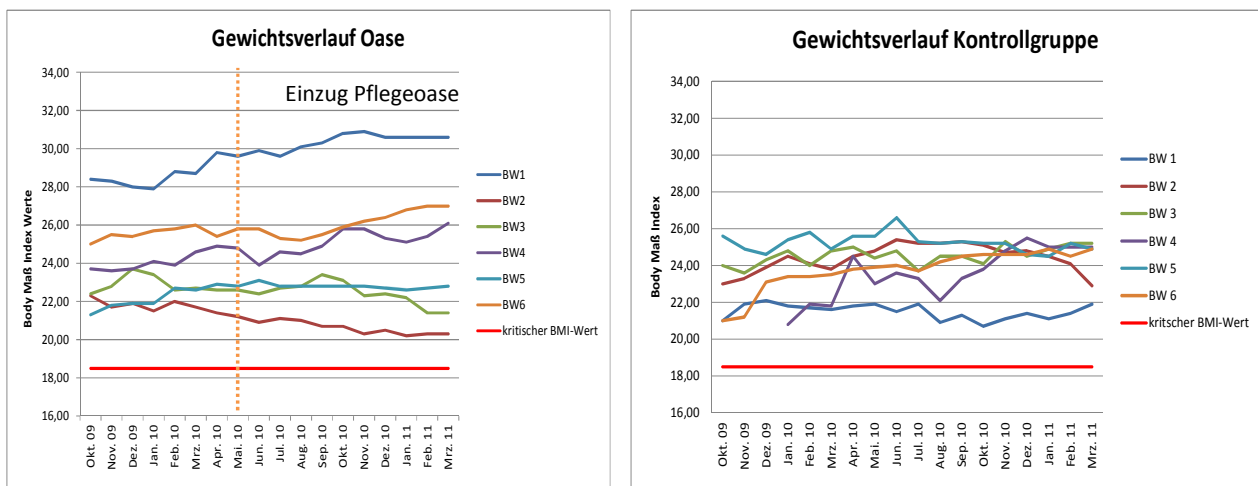 Gewichtsverlauf Oase
Einzug Pflegeoase
Body Maß Index Werte
34,00
32,00
30,00
28,00
26,00
24,00
22,00
20,00
18,00
16,00
Okt. 09
Nov. 09
Dez. 09
Jan. 10
Feb. 10
Mrz. 10
Apr. 10
Mai. 10
Jun. 10
Jul. 10
Aug. 10
Sep. 10
Okt. 10
Nov. 10
Dez. 10
Jan. 11
Feb. 11
Mrz. 11
BW1
BW2
BW3
BW4
BW5
BW6
kritischer BMI-Wert
Gewichtsverlauf Kontrollgruppe
Body Maß Index
34,00
32,00
30,00
28,00
26,00
24,00
22,00
20,00
18,00
16,00
Okt. 09
Nov. 09
Dez. 09
Jan. 10
Feb. 10
Mrz. 10
Apr. 10
Mai. 10
Jun. 10
Jul. 10
Aug. 10
Sep. 10
Okt. 10
Nov. 10
Dez. 10
Jan. 11
Feb. 11
Mrz. 11
BW 1
BW 2
BW 3
BW 4
BW 5
BW 6
kritischer BMI-Wert